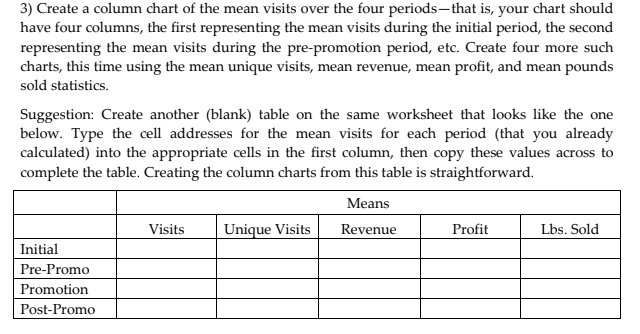 3) Create a column chart of the mean visits over the four periods—that is, your chart should
have four columns, the first representing the mean visits during the initial period, the second
representing the mean visits during the pre-promotion period, etc. Create four more such
charts, this time using the mean unique visits, mean revenue, mean profit, and mean pounds
sold statistics.
Suggestion: Create another (blank) table on the same worksheet that looks like the one
below. Type the cell addresses for the mean visits for each period (that you already
calculated) into the appropriate cells in the first column, then copy these values across to
complete the table. Creating the column charts from this table is straightforward.
Means
Visits Unique Visits Revenue Profit Lbs. Sold
Initial
Pre-Promo
Promotion
Post-Promo